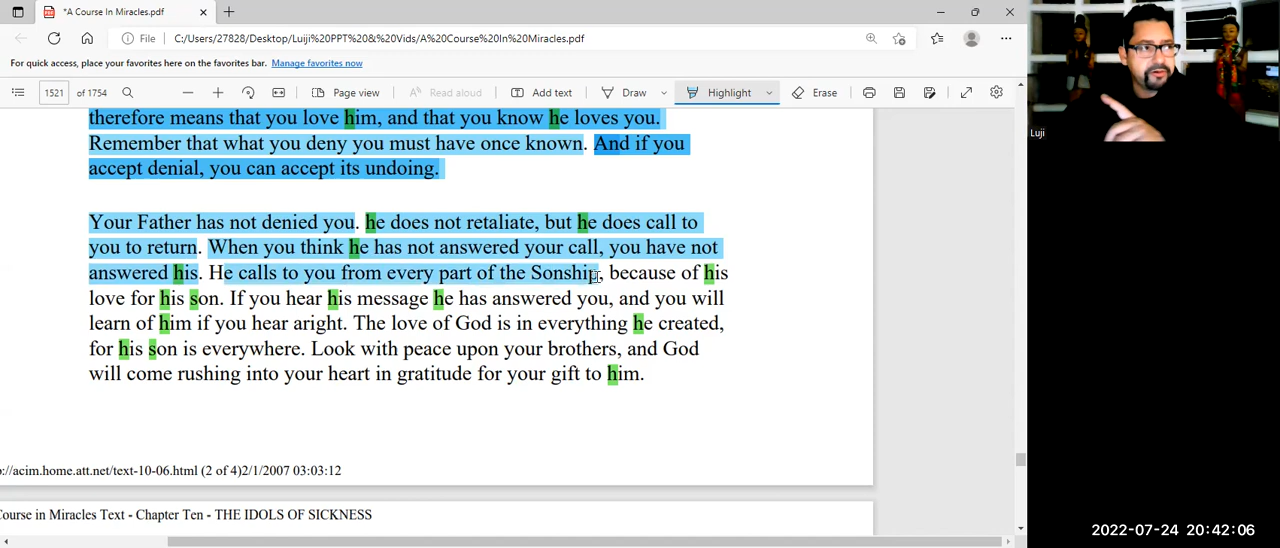 *A Course In Miracles.pdf
File
C:/Users/27828/Desktop/Luiji%20PPT%20&%20Vids/A%20Course%20In%20Miracles.pdf
For quick access, place your favorites here on the favorites bar. Manage favorites now
1521 of 1754
Page view
Read aloud
Add text
Draw
Highlight
Erase
therefore means that you love him, and that you know he loves you.
Remember that what you deny you must have once known. And if you
accept denial, you can accept its undoing.
Your Father has not denied you. he does not retaliate, but he does call to
you to return. When you think he has not answered your call, you have not
answered his. He calls to you from every part of the Sonship, because of his
love for his son. If you hear his message he has answered you, and you will
learn of him if you hear aright. The love of God is in everything he created,
for his son is everywhere. Look with peace upon your brothers, and God
will come rushing into your heart in gratitude for your gift to him.
://acim.home.att.net/text-10-06.html (2 of 4)2/1/2007 03:03:12
Course in Miracles Text - Chapter Ten - THE IDOLS OF SICKNESS
Luji
2022-07-24 20:42:06